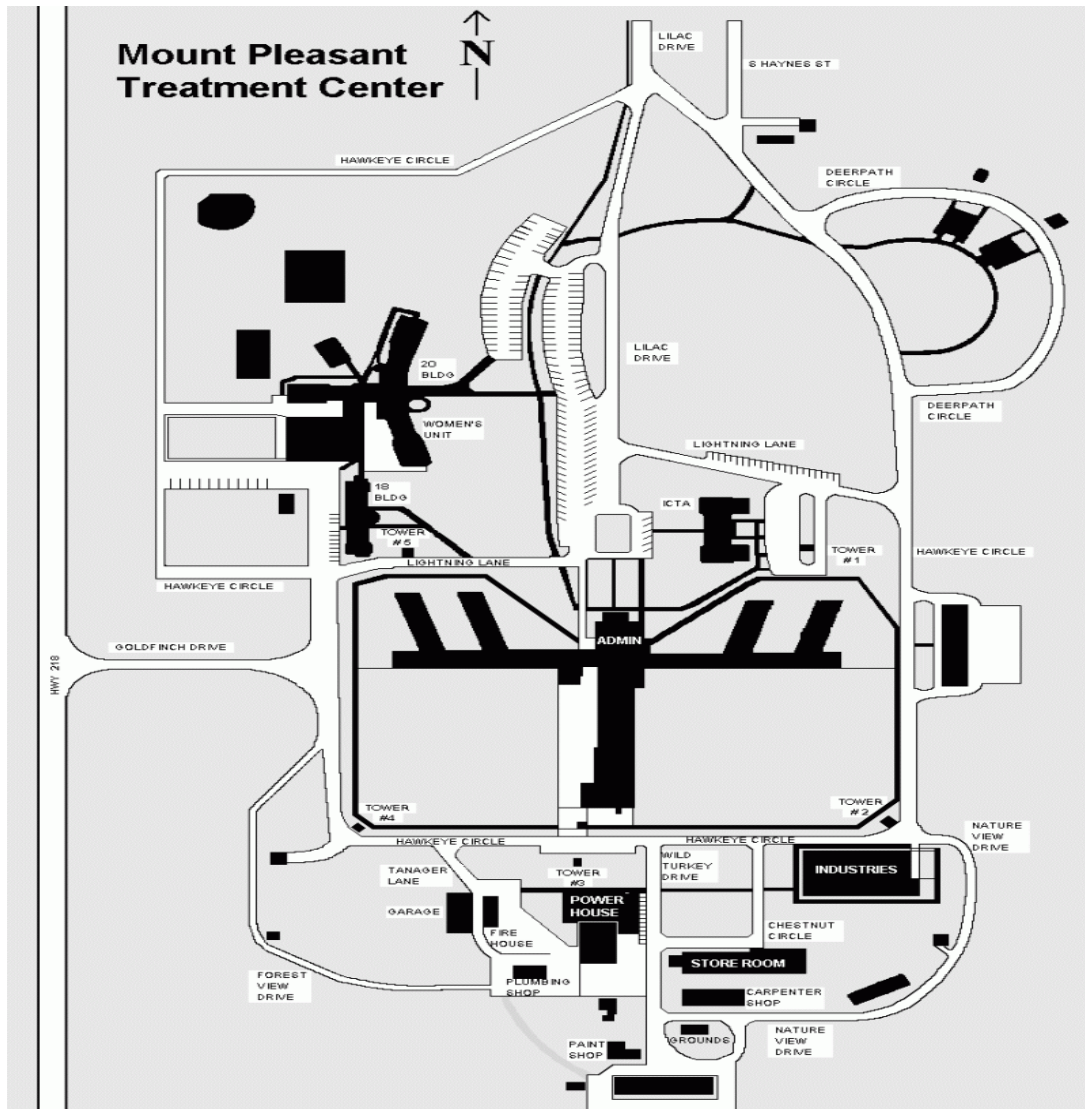 Mount Pleasant
Treatment Center
N
LILAC
DRIVE
S HAYNES ST
HAWKEYE CIRCLE
DEERPATH
CIRCLE
LILAC
DRIVE
20
BLDG
DEERPATH
CIRCLE
WOMEN'S
UNIT
LIGHTNING LANE
18
BLDG
ICTA
TOWER
#5
TOWER
#1
HAWKEYE CIRCLE
LIGHTNING LANE
HAWKEYE CIRCLE
ADMIN
GOLDFINCH DRIVE
HWY 218
TOWER
#4
TOWER
#2
HAWKEYE CIRCLE
HAWKEYE CIRCLE
NATURE
VIEW
DRIVE
TANAGER
LANE
TOWER
#3
WILD
TURKEY
DRIVE
INDUSTRIES
GARAGE
POWER
HOUSE
FIRE
HOUSE
CHESTNUT
CIRCLE
STORE ROOM
FOREST
VIEW
DRIVE
PLUMBING
SHOP
CARPENTER
SHOP
PAINT
SHOP
GROUNDS
NATURE
VIEW
DRIVE